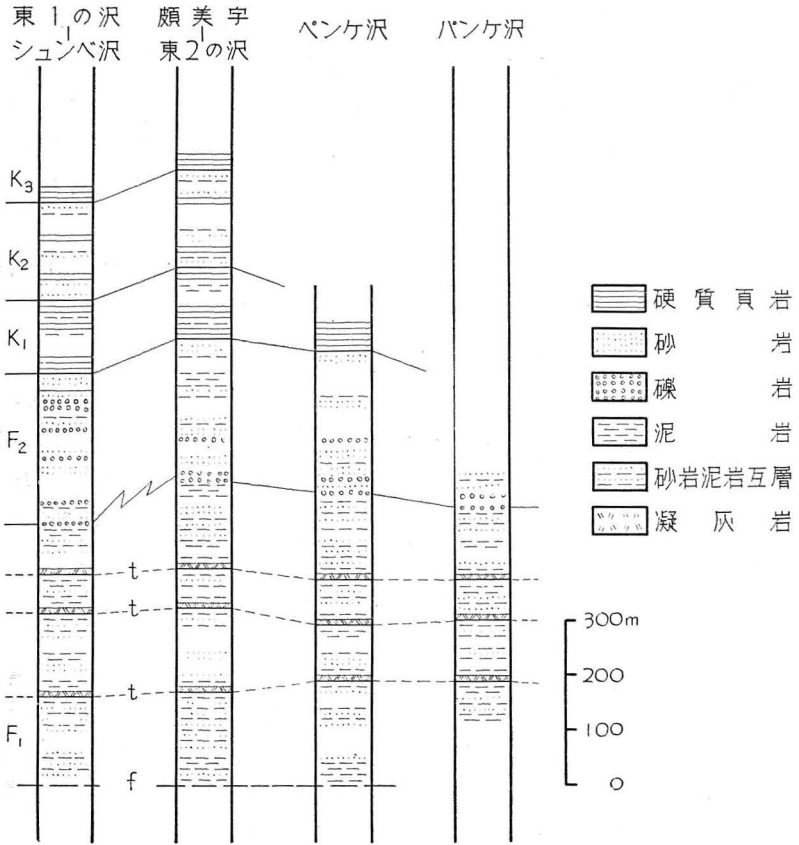 東1の沢
|
シュンベ沢
頗美宇
|
東2の沢
ペンケ沢
パンケ沢
K₃
K₂
K₁
F₂
F₁
t
t
t
f
硬質頁岩
砂岩
礫岩
泥岩
砂岩泥岩互層
凝灰岩
300m
200
100
0